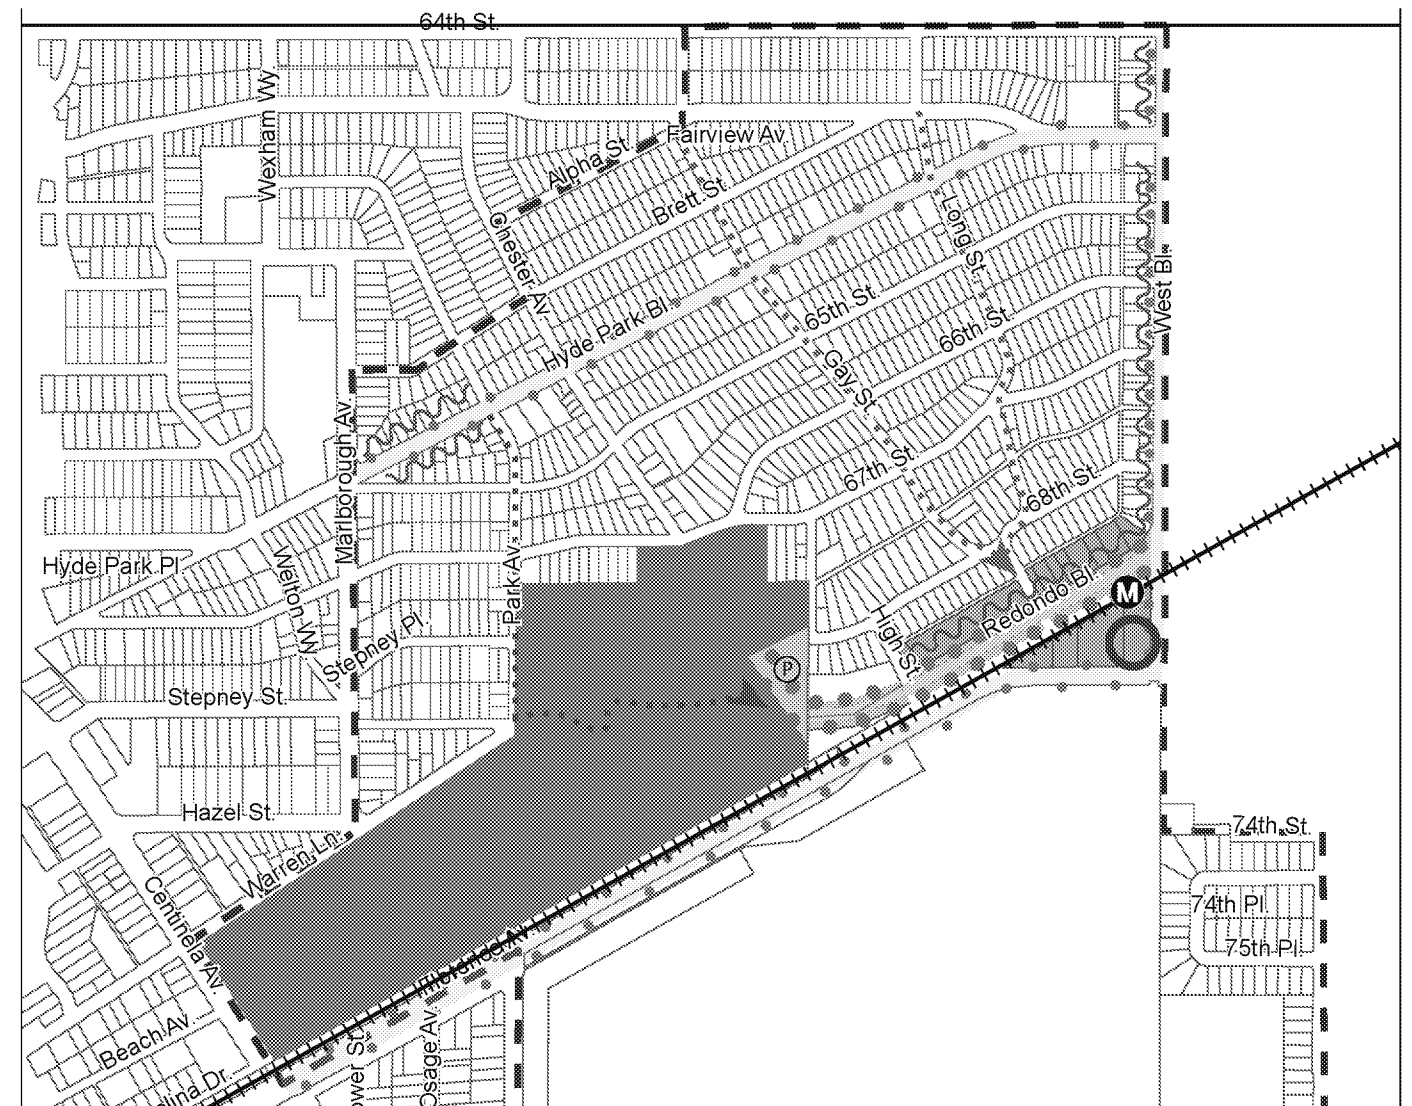 64th St.
Wexham Wy
Fairview Av.
Alpha St.
Brett St.
Chester Av.
Long St.
West Bl.
65th St.
Hyde Park Bl.
66th St.
Gay St.
Marlborough Av.
67th St.
68th St.
Hyde Park Pl
Welton Wy
Park Av.
Redondo Bl.
M
High St.
Stepney Pl
P
Stepney St.
Hazel St.
74th St.
Warren Ln.
Centinela Av.
74th Pl.
75th Pl.
Beach Av.
Osage Av.